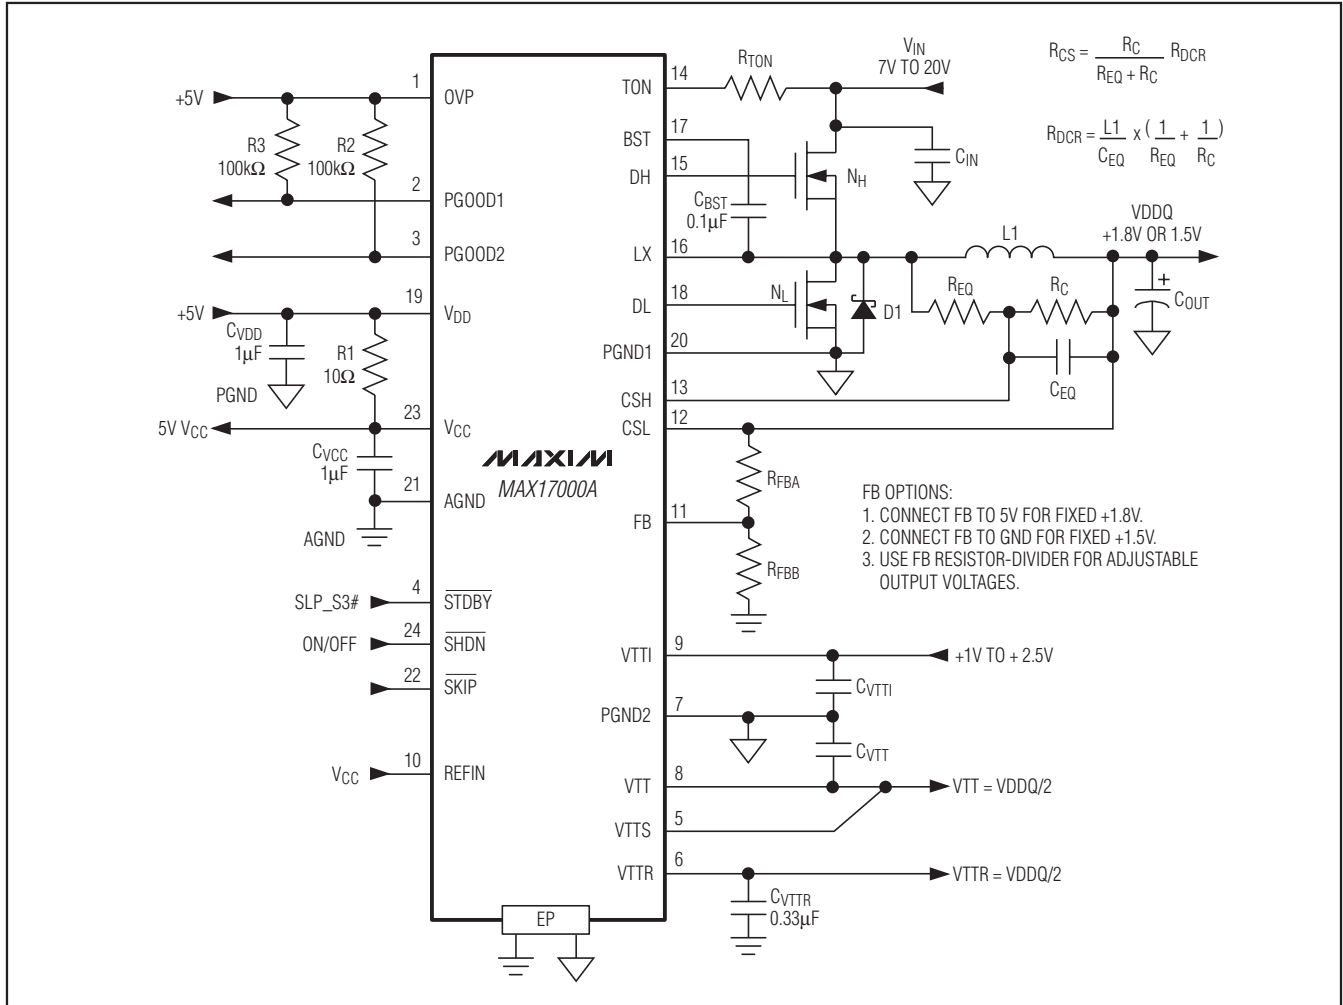 +5V
1
OVP
R3
100kΩ
R2
100kΩ
2
PGOOD1
3
PGOOD2
+5V
19
VDD
CVDD
1µF
PGND
R1
10Ω
5V VCC
23
VCC
CVCC
1µF
21
AGND
AGND
SLP_S3#
4
STDBY
ON/OFF
24
SHDN
22
SKIP
VCC
10
REFIN
MAXIM
MAX17000A
EP
TON
14
RTON
VIN
7V TO 20V
BST
17
DH
15
NH
CIN
CBST
0.1µF
LX
16
L1
VDDQ
+1.8V OR 1.5V
DL
18
NL
D1
REQ
RC
COUT
PGND1
20
CEQ
CSH
13
CSL
12
RFBA
FB
11
RFBB
RCS = RC / (REQ + RC) RDCR
RDCR = L1 / CEQ x ( 1 / REQ + 1 / RC )
FB OPTIONS:
1. CONNECT FB TO 5V FOR FIXED +1.8V.
2. CONNECT FB TO GND FOR FIXED +1.5V.
3. USE FB RESISTOR-DIVIDER FOR ADJUSTABLE
OUTPUT VOLTAGES.
VTTI
9
+1V TO + 2.5V
CVTTI
PGND2
7
CVTT
VTT
8
VTT = VDDQ/2
VTTS
5
VTTR
6
VTTR = VDDQ/2
CVTTR
0.33µF